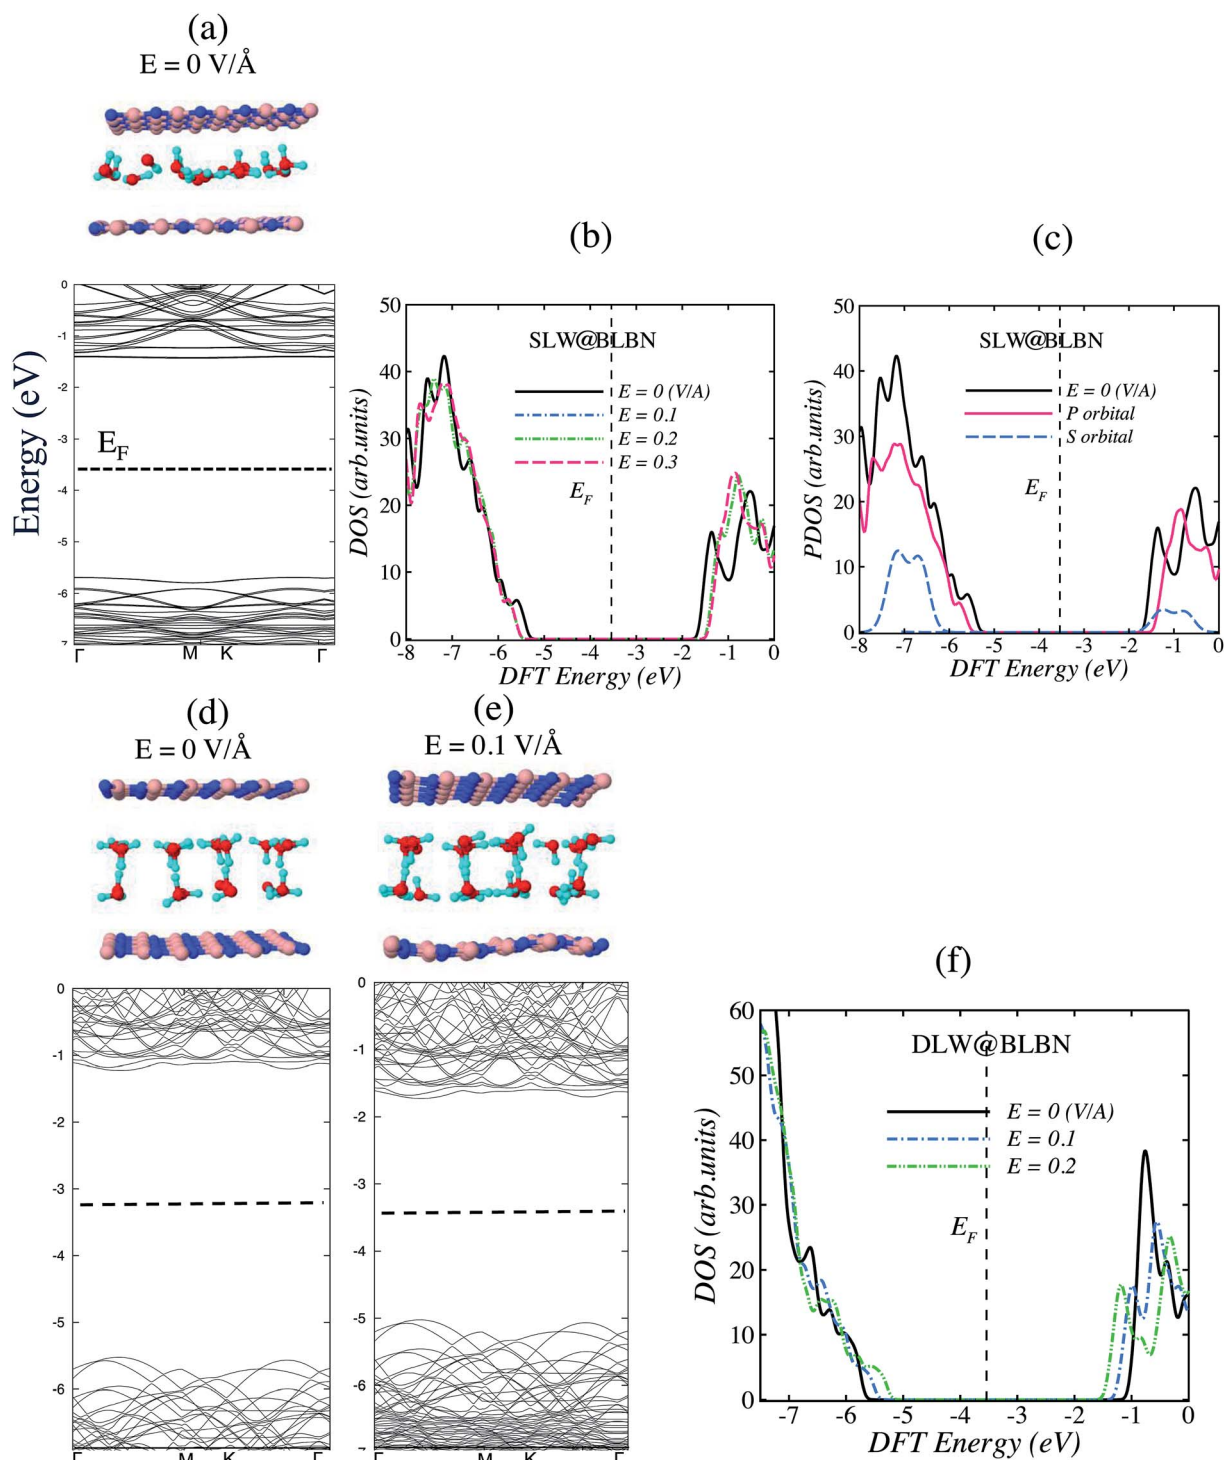 (a)
E = 0 V/Å
Energy (eV)
0
-1
-2
-3
-4
-5
-6
7
E_F
Γ M K Γ
(b)
DOS (arb.units)
50
40
30
20
10
0
SLW@BLBN
E = 0 (V/A)
E = 0.1
E = 0.2
E = 0.3
E_F
-8 -7 -6 -5 -4 -3 -2 -1 0
DFT Energy (eV)
(c)
PDOS (arb.units)
50
40
30
20
10
0
SLW@BLBN
E = 0 (V/A)
P orbital
S orbital
E_F
-8 -7 -6 -5 -4 -3 -2 -1 0
DFT Energy (eV)
(d)
E = 0 V/Å
0
-1
-2
-3
-4
-5
-6
Γ M K Γ
(e)
E = 0.1 V/Å
0
-1
-2
-3
-4
-5
-6
-7
Γ M K Γ
(f)
DOS (arb.units)
60
50
40
30
20
10
0
DLW@BLBN
E = 0 (V/A)
E = 0.1
E = 0.2
E_F
-7 -6 -5 -4 -3 -2 -1 0
DFT Energy (eV)